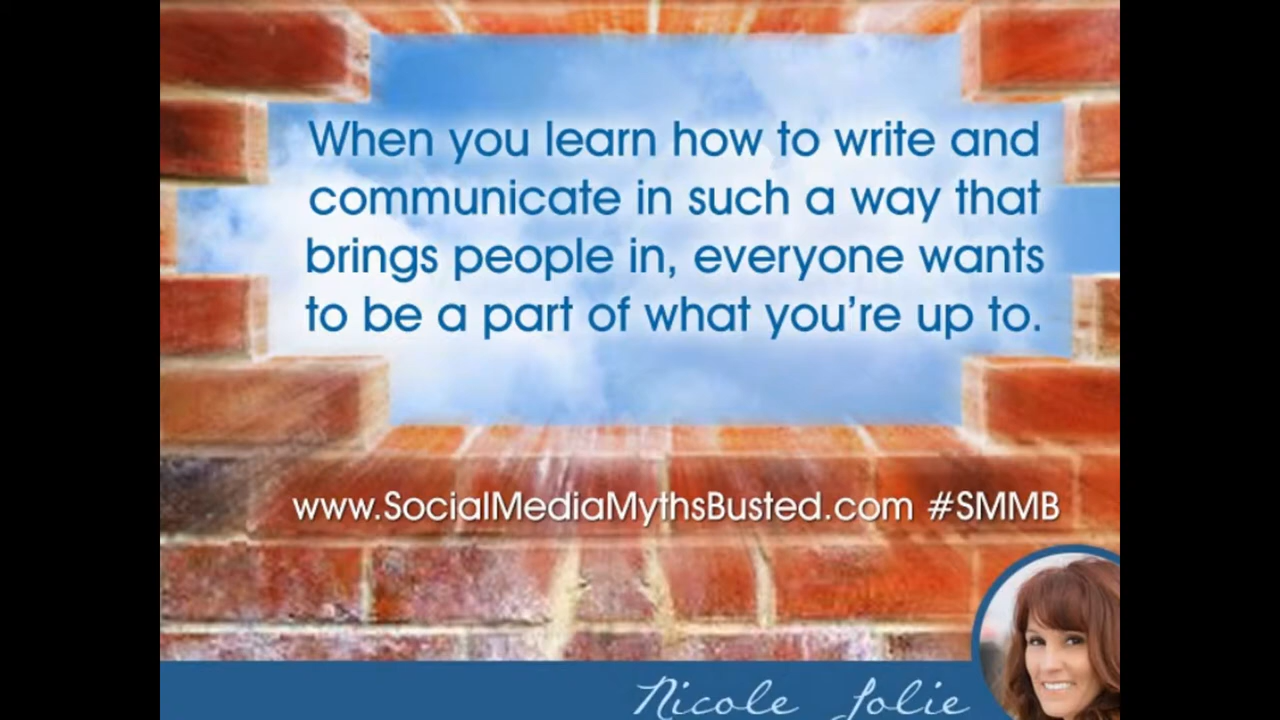 When you learn how to write and
communicate in such a way that
brings people in, everyone wants
to be a part of what you're up to.
www.SocialMediaMythsBusted.com #SMMB
Nicole Jolie